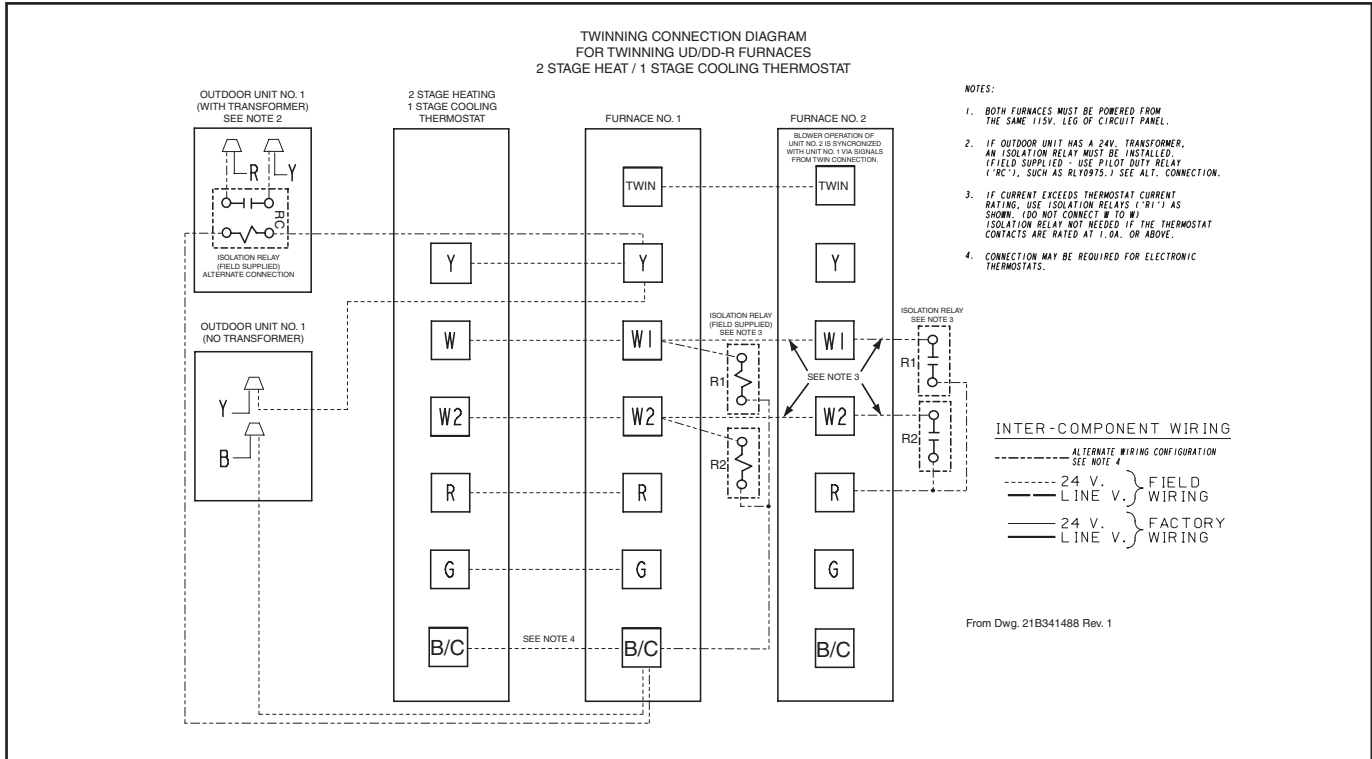 TWINNING CONNECTION DIAGRAM
FOR TWINNING UD/DD-R FURNACES
2 STAGE HEAT / 1 STAGE COOLING THERMOSTAT
OUTDOOR UNIT NO. 1
(WITH TRANSFORMER)
SEE NOTE 2
R
Y
RC
ISOLATION RELAY
(FIELD SUPPLIED)
ALTERNATE CONNECTION
OUTDOOR UNIT NO. 1
(NO TRANSFORMER)
Y
B
2 STAGE HEATING
1 STAGE COOLING
THERMOSTAT
Y
W
W2
R
G
B/C
SEE NOTE 4
FURNACE NO. 1
TWIN
Y
W1
W2
R
G
B/C
ISOLATION RELAY
(FIELD SUPPLIED)
SEE NOTE 3
R1
R2
FURNACE NO. 2
BLOWER OPERATION OF
UNIT NO. 2 IS SYNCRONIZED
WITH UNIT NO. 1 VIA SIGNALS
FROM TWIN CONNECTION.
TWIN
Y
W1
SEE NOTE 3
W2
R
G
B/C
ISOLATION RELAY
SEE NOTE 3
R1
R2
NOTES:
1. BOTH FURNACES MUST BE POWERED FROM
THE SAME 115V. LEG OF CIRCUIT PANEL.
2. IF OUTDOOR UNIT HAS A 24V. TRANSFORMER,
AN ISOLATION RELAY MUST BE INSTALLED.
(FIELD SUPPLIED - USE PILOT DUTY RELAY
('RC'), SUCH AS RLY0975.) SEE ALT. CONNECTION.
3. IF CURRENT EXCEEDS THERMOSTAT CURRENT
RATING, USE ISOLATION RELAYS ('R1') AS
SHOWN. (DO NOT CONNECT W TO W)
ISOLATION RELAY NOT NEEDED IF THE THERMOSTAT
CONTACTS ARE RATED AT 1.0A. OR ABOVE.
4. CONNECTION MAY BE REQUIRED FOR ELECTRONIC
THERMOSTATS.
INTER-COMPONENT WIRING
ALTERNATE WIRING CONFIGURATION
SEE NOTE 4
24 V. FIELD
LINE V. WIRING
24 V. FACTORY
LINE V. WIRING
From Dwg. 21B341488 Rev. 1